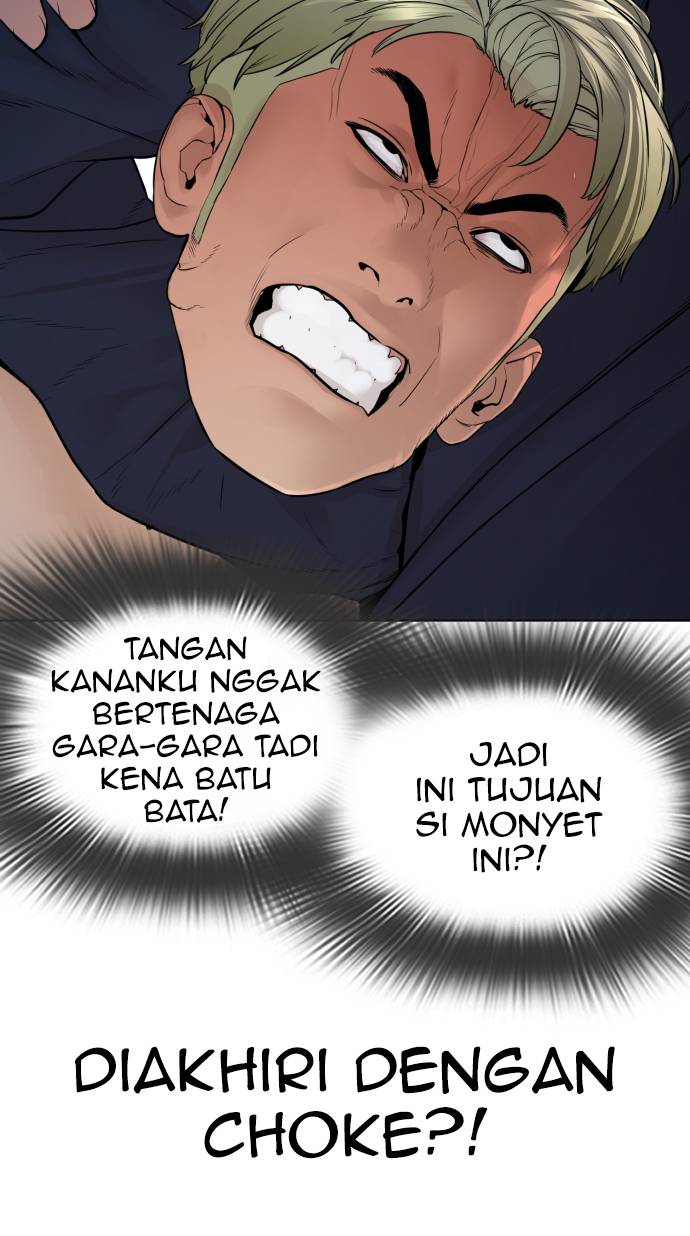 TANGAN
KANANKU NGGAK
BERTENAGA
GARA-GARA TADI
KENA BATU
BATA!
JADI
INI TUJUAN
SI MONYET
INI?!
DIAKHIRI DENGAN
CHOKE?!